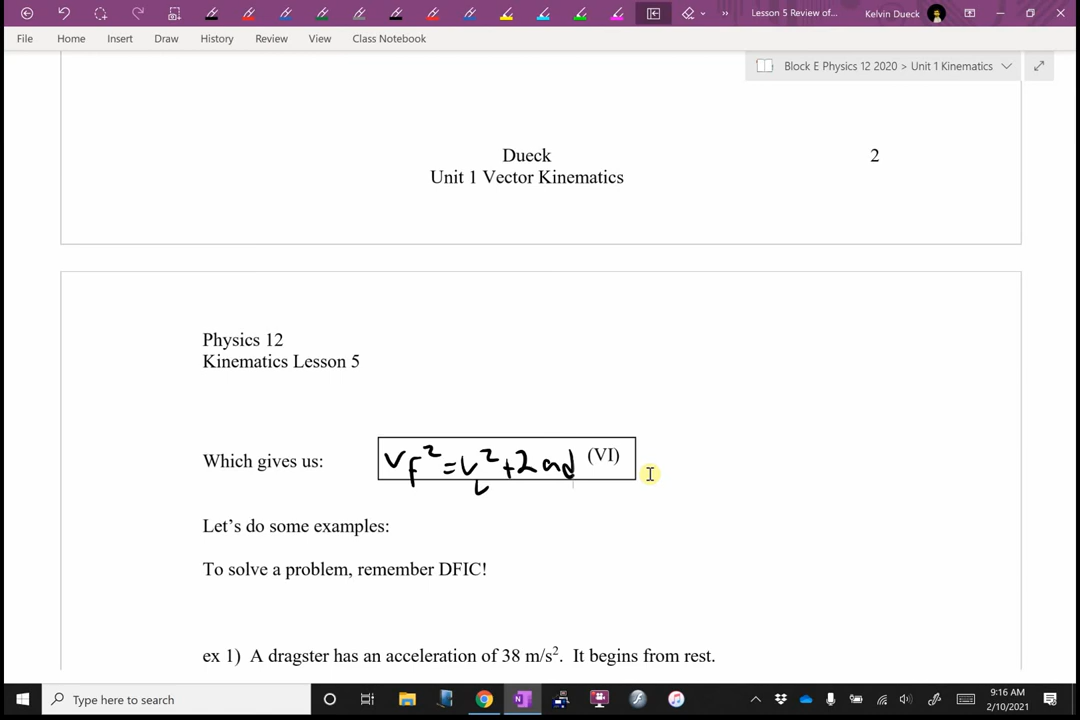 Lesson 5 Review of...
Kelvin Dueck
File Home Insert Draw History Review View Class Notebook
Block E Physics 12 2020 > Unit 1 Kinematics
Dueck 2
Unit 1 Vector Kinematics
Physics 12
Kinematics Lesson 5
Which gives us: vf² = vi² + 2ad (VI)
Let's do some examples:
To solve a problem, remember DFIC!
ex 1) A dragster has an acceleration of 38 m/s². It begins from rest.
Type here to search
9:16 AM
2/10/2021